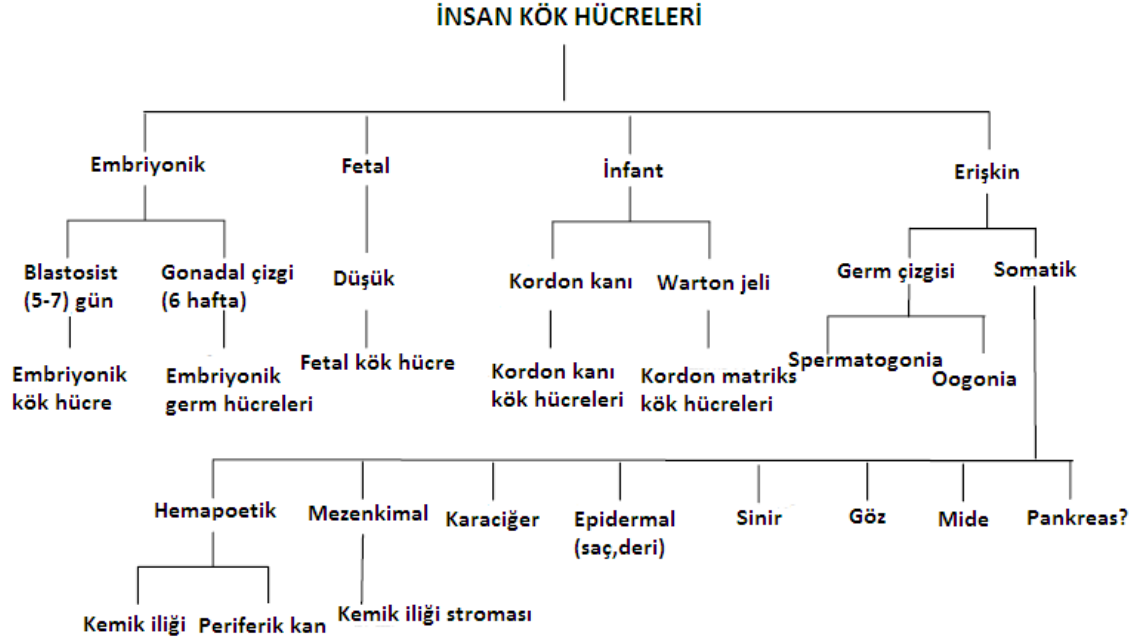 İNSAN KÖK HÜCRELERİ
Embriyonik
Fetal
İnfant
Erişkin
Blastosist
(5-7) gün
Gonadal çizgi
(6 hafta)
Düşük
Kordon kanı
Warton jeli
Germ çizgisi
Somatik
Embriyonik
kök hücre
Embriyonik
germ hücreleri
Fetal kök hücre
Kordon kanı
kök hücreleri
Kordon matriks
kök hücreleri
Spermatogonia
Oogonia
Hemapoetik
Mezenkimal
Karaciğer
Epidermal
(saç,deri)
Sinir
Göz
Mide
Pankreas?
Kemik iliği
Periferik kan
Kemik iliği stroması